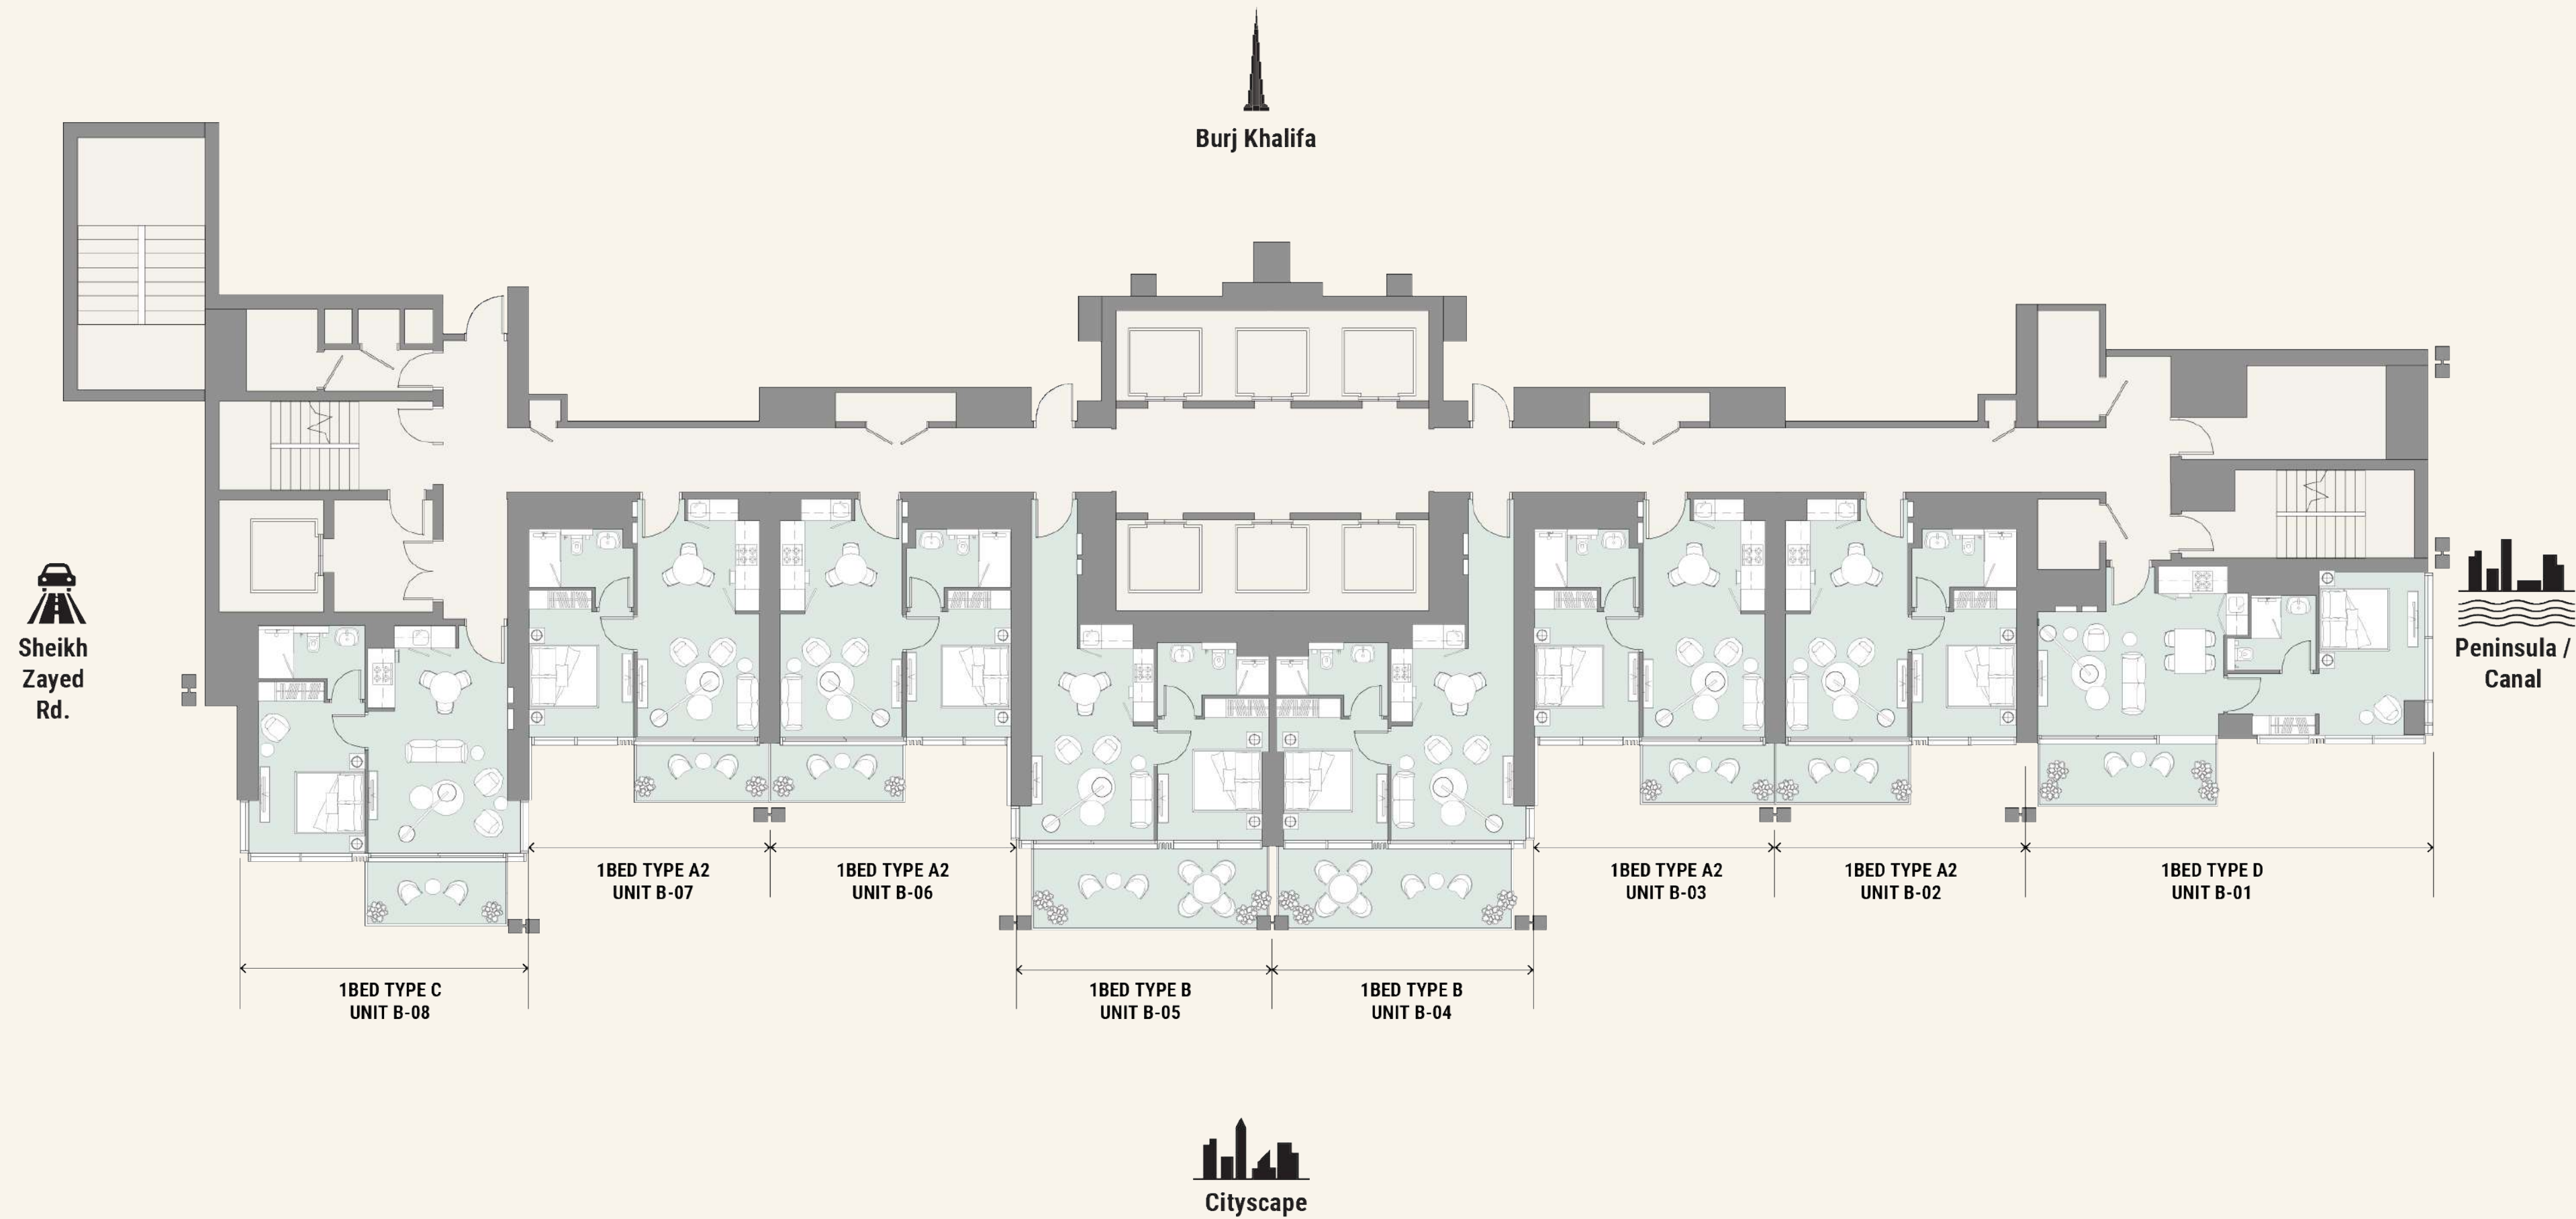 Burj Khalifa
Sheikh
Zayed
Rd.
Peninsula /
Canal
1BED TYPE A2
UNIT B-07
1BED TYPE A2
UNIT B-06
1BED TYPE A2
UNIT B-03
1BED TYPE A2
UNIT B-02
1BED TYPE D
UNIT B-01
1BED TYPE C
UNIT B-08
1BED TYPE B
UNIT B-05
1BED TYPE B
UNIT B-04
Cityscape